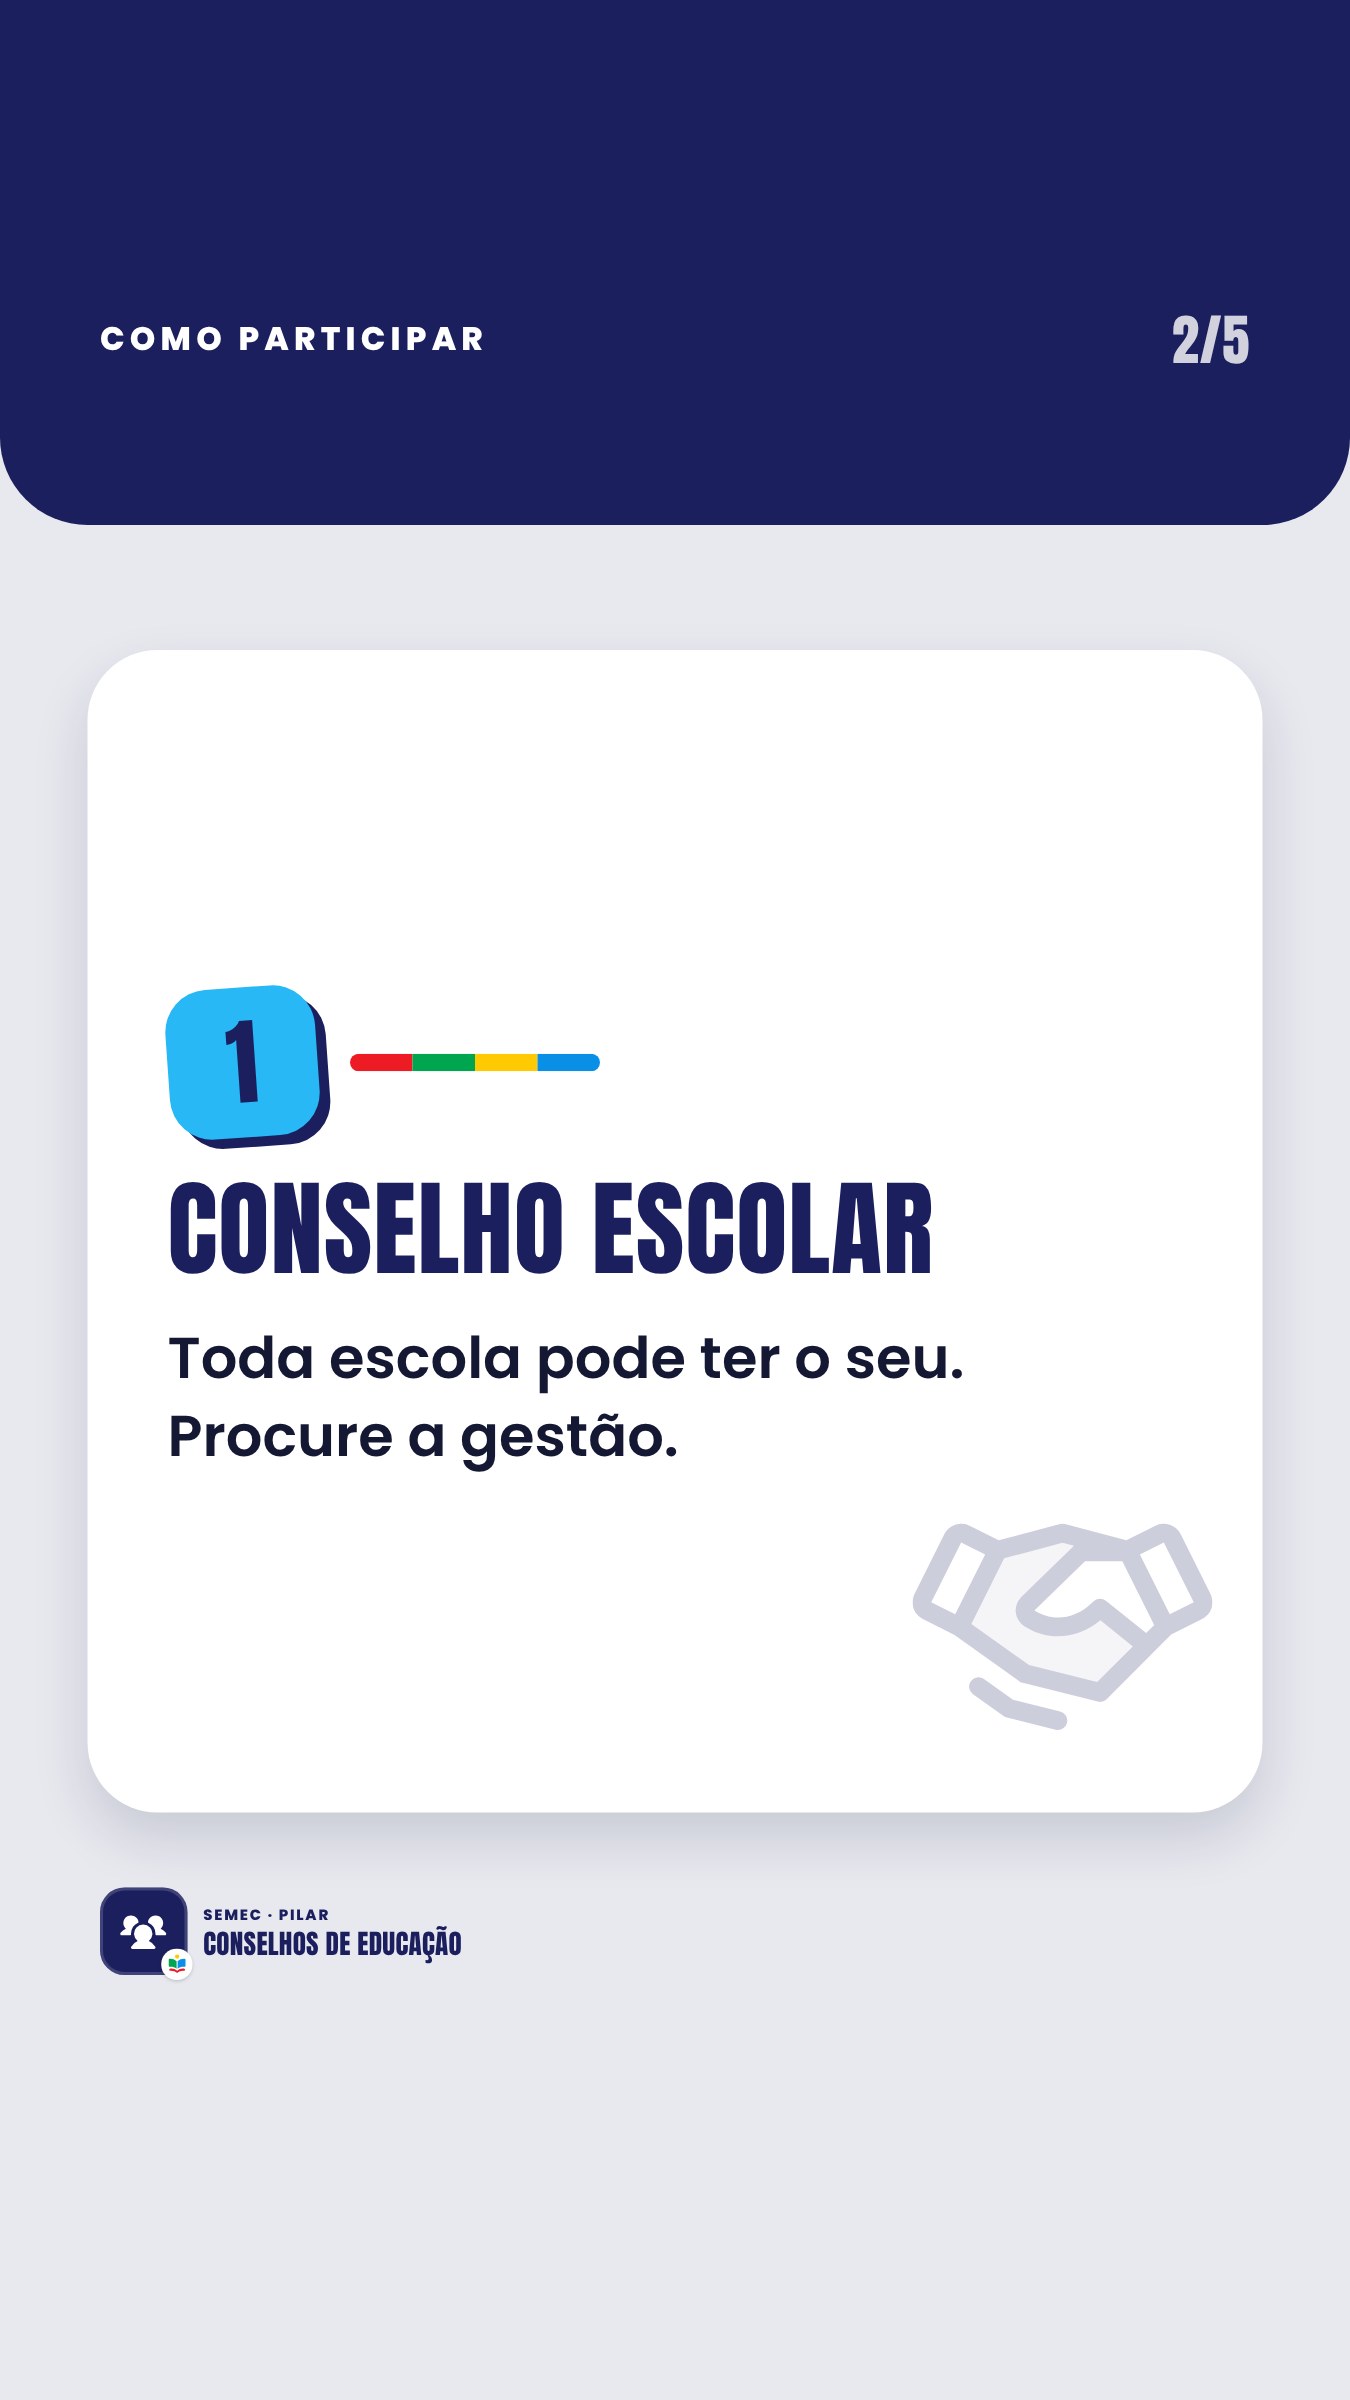 COMO PARTICIPAR
2/5
1
CONSELHO ESCOLAR
Toda escola pode ter o seu.
Procure a gestão.
SEMEC · PILAR
CONSELHOS DE EDUCAÇÃO